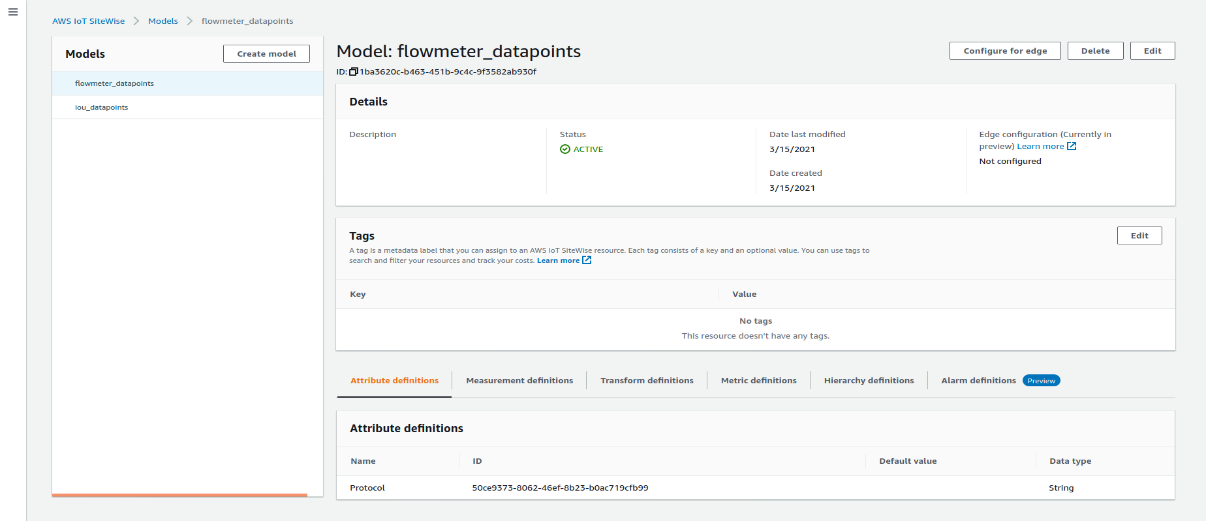 AWS IoT SiteWise > Models > flowmeter_datapoints
Models
Create model
flowmeter_datapoints
iou_datapoints
Model: flowmeter_datapoints
Configure for edge
Delete
Edit
ID: 1ba3620c-b463-451b-9c4c-9f3582ab930f
Details
Description
Status
ACTIVE
Date last modified
3/15/2021
Date created
3/15/2021
Edge configuration (Currently in
preview) Learn more
Not configured
Tags
Edit
A tag is a metadata label that you can assign to an AWS IoT SiteWise resource. Each tag consists of a key and an optional value. You can use tags to
search and filter your resources and track your costs. Learn more
Key Value
No tags
This resource doesn't have any tags.
Attribute definitions Measurement definitions Transform definitions Metric definitions Hierarchy definitions Alarm definitions Preview
Attribute definitions
Name ID Default value Data type
Protocol 50ce9373-8062-46ef-8b23-b0ac719cfb99 String